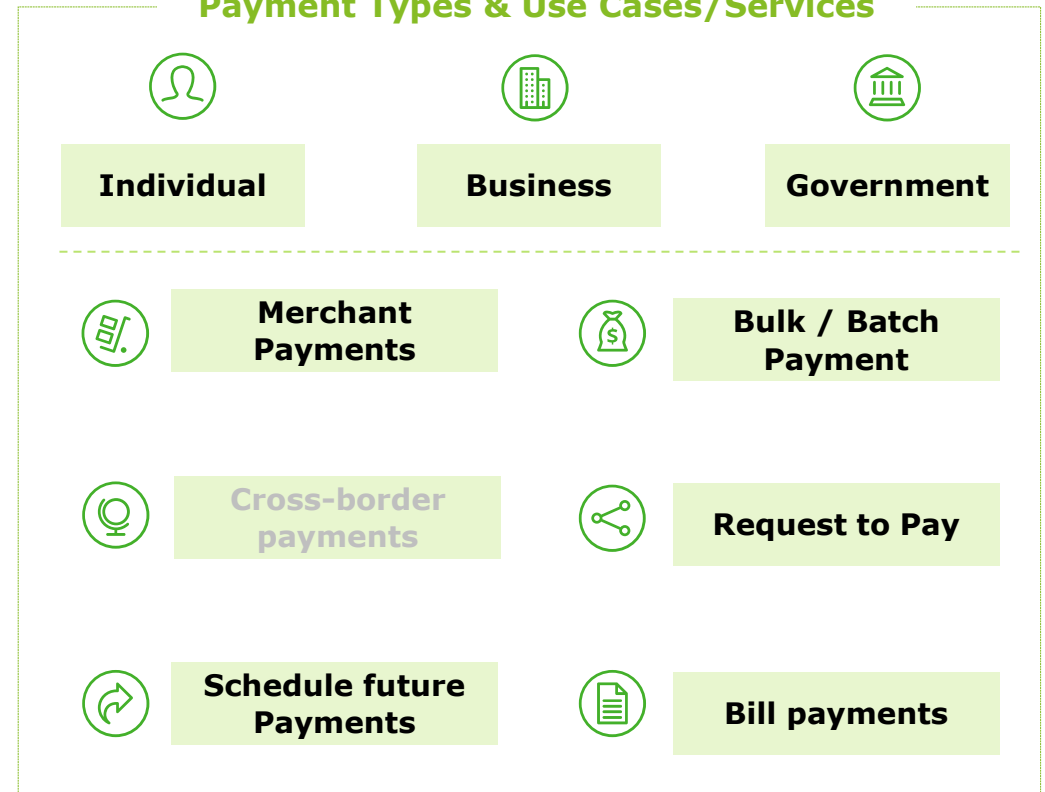 Payment Types & Use Cases/Services
Individual
Business
Government
Merchant
Payments
Bulk / Batch
Payment
$
Cross-border
payments
Request to Pay
Schedule future
Payments
Bill payments